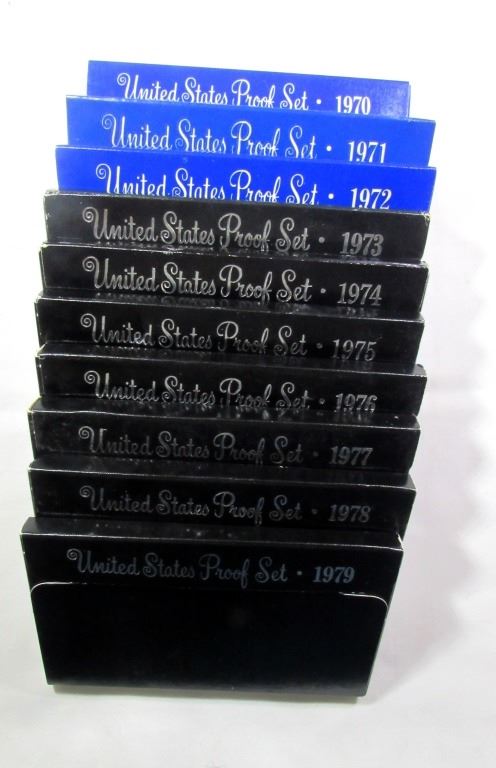 United States Proof Set · 1970
United States Proof Set · 1971
United States Proof Set · 1972
United States Proof Set · 1973
United States Proof Set · 1974
United States Proof Set · 1975
United States Proof Set · 1976
United States Proof Set · 1977
United States Proof Set · 1978
United States Proof Set · 1979